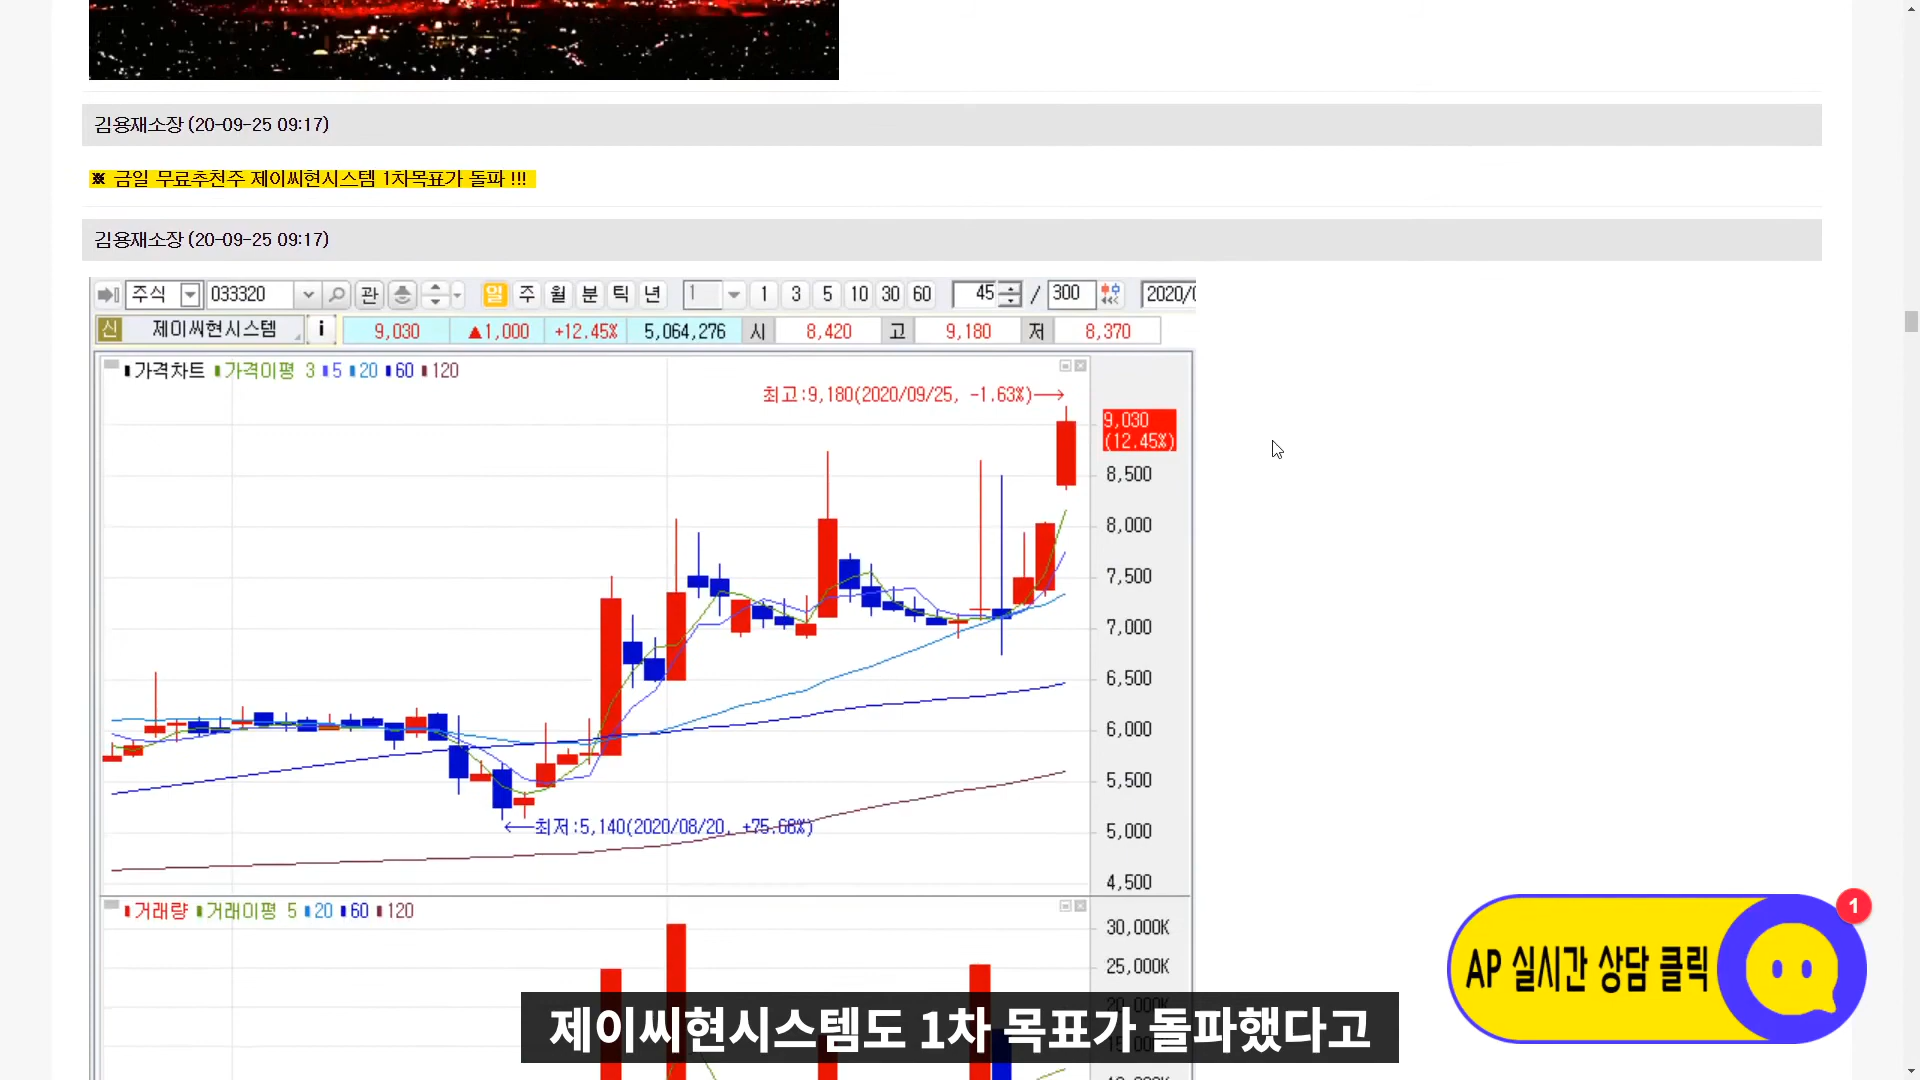 김용재소장 (20-09-25 09:17)
※ 금일 무료추천주 제이씨현시스템 1차목표가 돌파 !!!
김용재소장 (20-09-25 09:17)
주식 033320 관 일 주 월 분 틱 년 1 1 3 5 10 30 60 45 / 300
신 제이씨현시스템 i 9,030 ▲1,000 +12.45% 5,064,276 시 8,420 고 9,180 저 8,370
가격차트 가격이평 3 5 20 60 120
최고:9,180(2020/09/25, -1.63%)→
9,030
(12.45%)
8,500
8,000
7,500
7,000
6,500
6,000
5,500
←최저:5,140(2020/08/20, +75.68%)
5,000
4,500
거래량 거래이평 5 20 60 120
30,000K
25,000K
20,000K
AP 실시간 상담 클릭
1
제이씨현시스템도 1차 목표가 돌파했다고